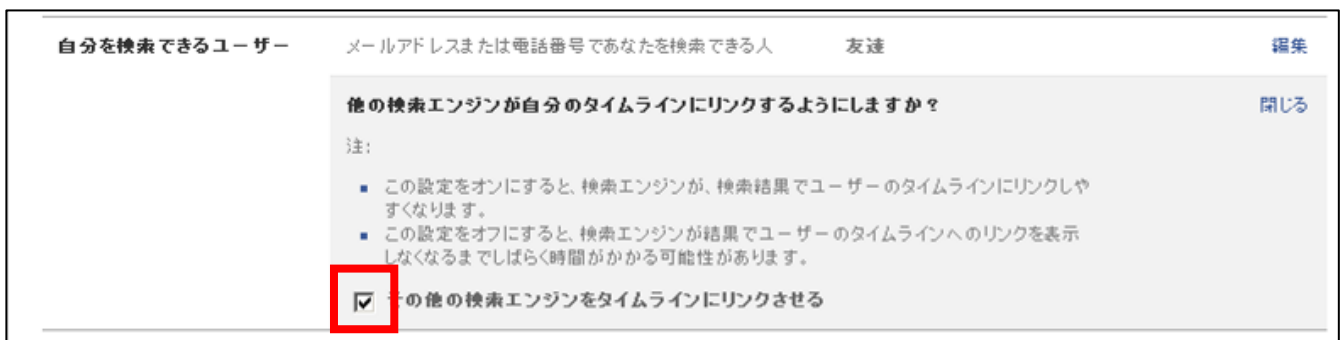 自分を検索できるユーザー メールアドレスまたは電話番号であなたを検索できる人 友達 編集
他の検索エンジンが自分のタイムラインにリンクするようにしますか? 閉じる
注:
この設定をオンにすると、検索エンジンが、検索結果でユーザーのタイムラインにリンクしや
すくなります。
この設定をオフにすると、検索エンジンが結果でユーザーのタイムラインへのリンクを表示
しなくなるまでしばらく時間がかかる可能性があります。
その他の検索エンジンをタイムラインにリンクさせる